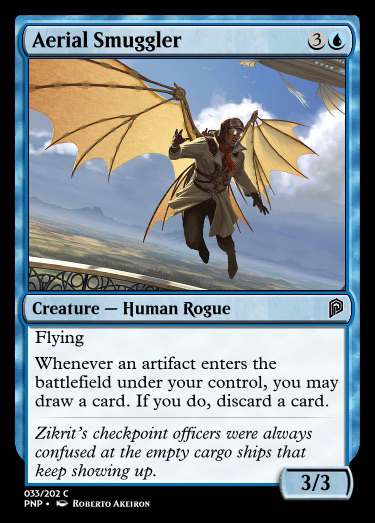 Aerial Smuggler 3
Creature — Human Rogue
Flying
Whenever an artifact enters the
battlefield under your control, you may
draw a card. If you do, discard a card.
Zikrit's checkpoint officers were always
confused at the empty cargo ships that
keep showing up.
3/3
033/202 C
PNP • Roberto Akeiron